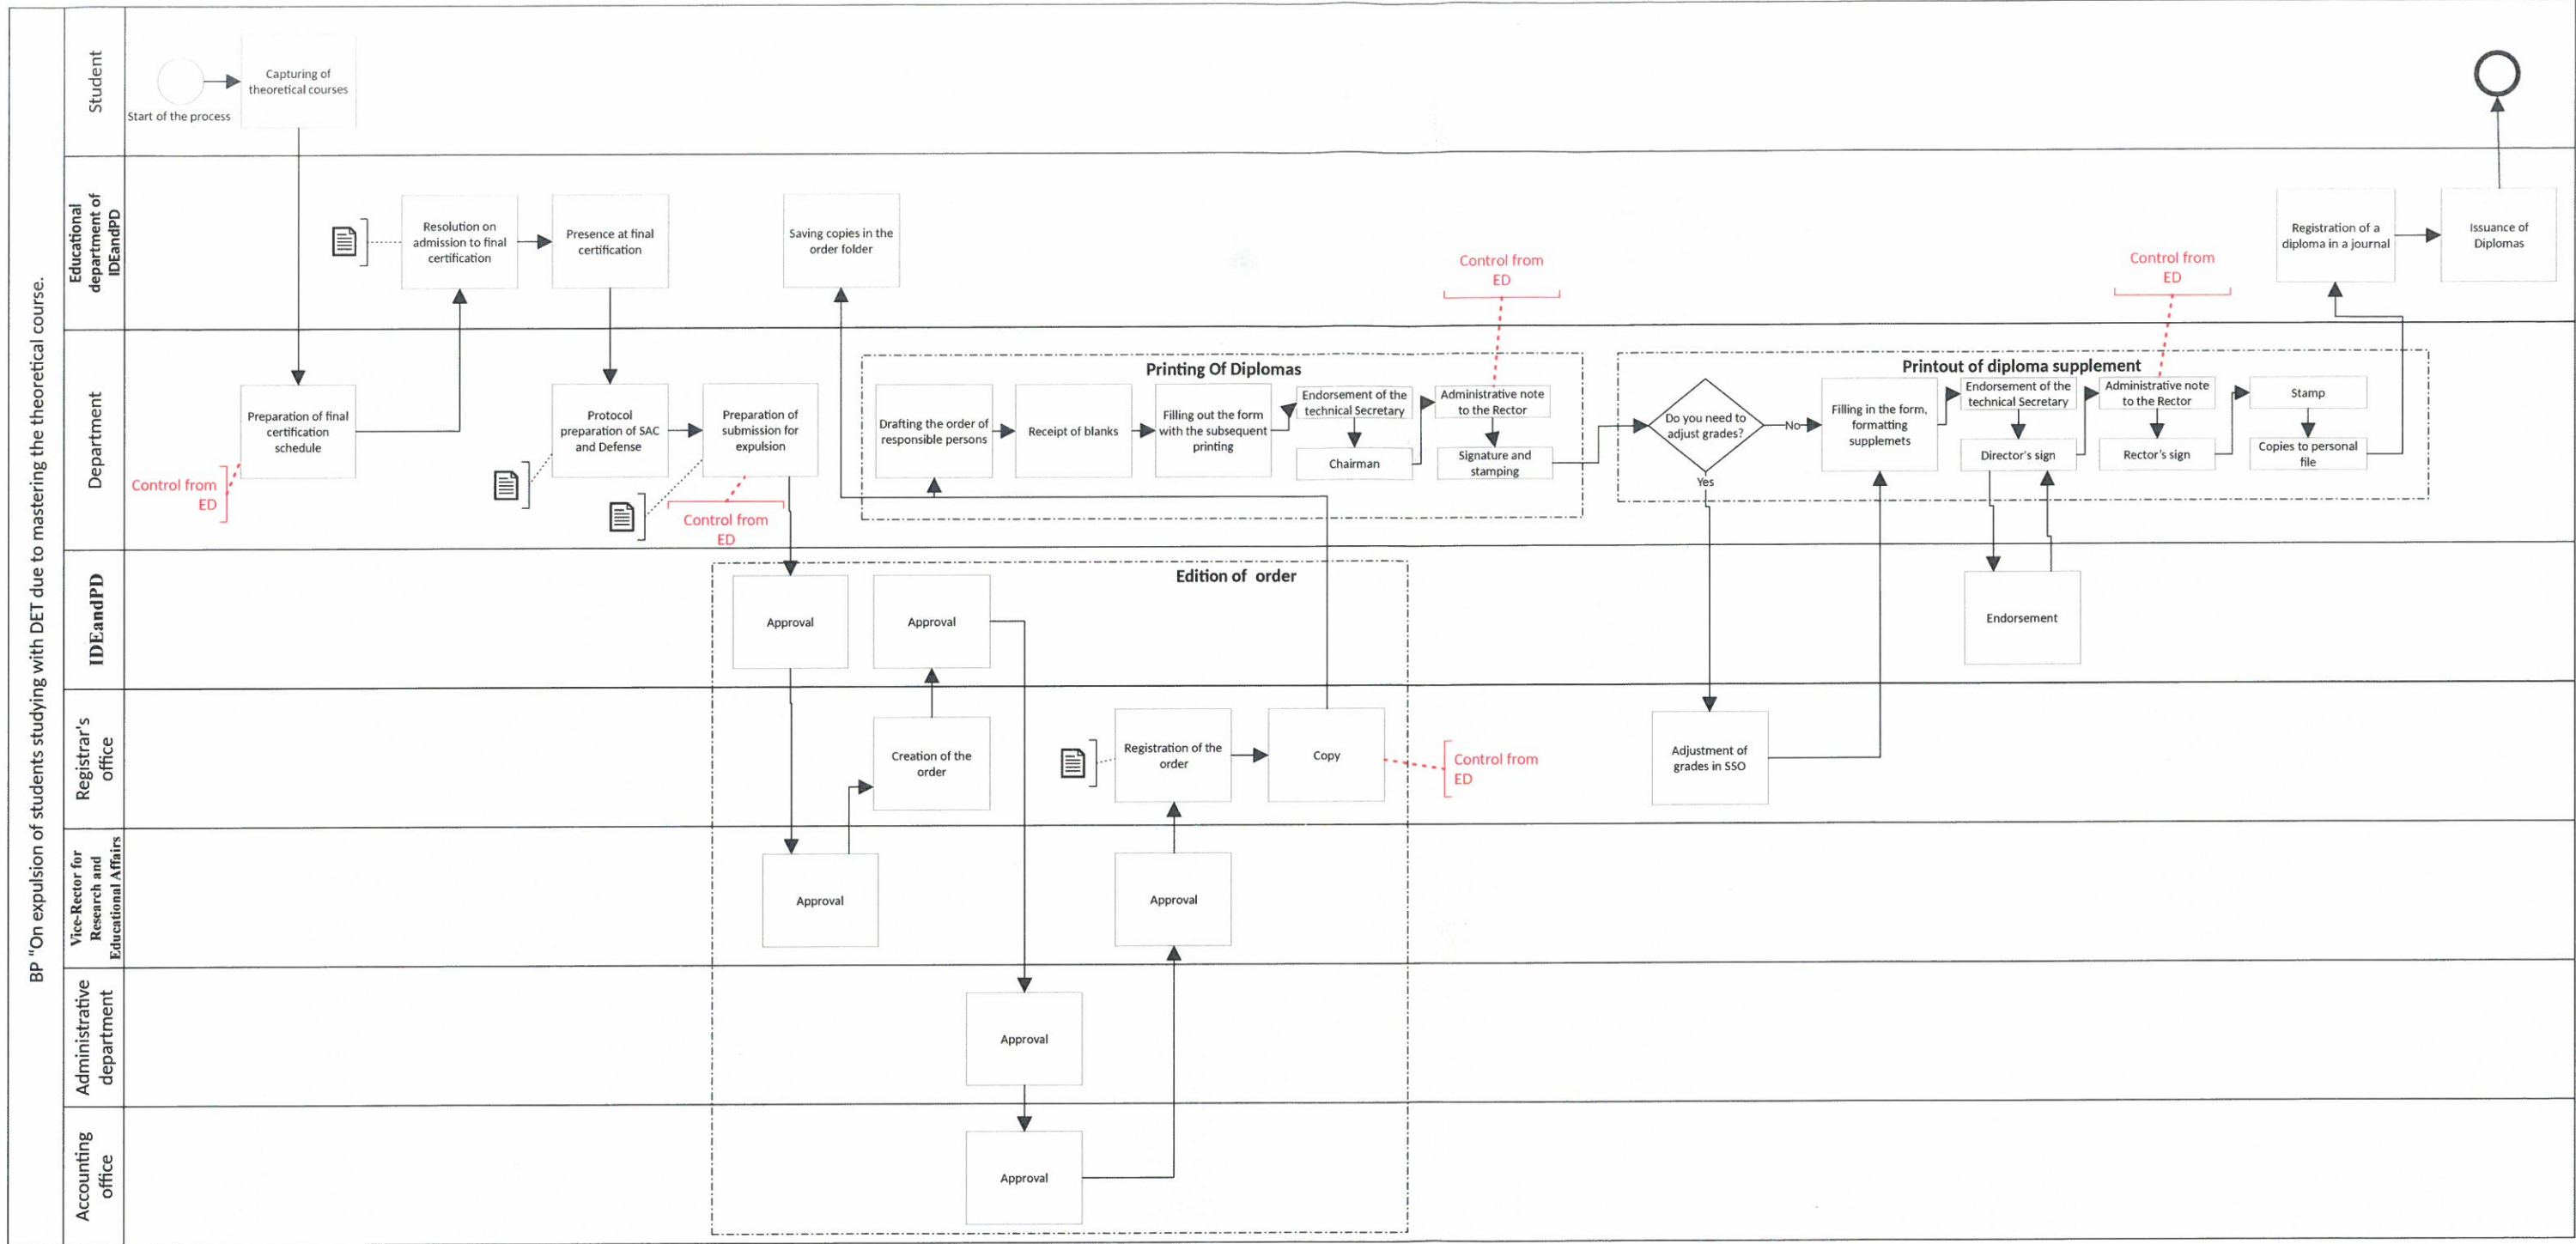 BP "On expulsion of students studying with DET due to mastering the theoretical course.
Student
Start of the process
Capturing of
theoretical courses
Educational
department of
IDEandPD
Resolution on
admission to final
certification
Presence at final
certification
Saving copies in the
order folder
Control from
ED
Control from
ED
Registration of a
diploma in a journal
Issuance of
Diplomas
Department
Preparation of final
certification
schedule
Control from
ED
Protocol
preparation of SAC
and Defense
Preparation of
submission for
expulsion
Control from
ED
Printing Of Diplomas
Drafting the order of
responsible persons
Receipt of blanks
Filling out the form
with the subsequent
printing
Endorsement of the
technical Secretary
Chairman
Administrative note
to the Rector
Signature and
stamping
Printout of diploma supplement
Do you need to
adjust grades?
No
Yes
Filling in the form,
formatting
supplemets
Endorsement of the
technical Secretary
Director's sign
Administrative note
to the Rector
Rector's sign
Stamp
Copies to personal
file
IDEandPD
Edition of order
Approval
Approval
Endorsement
Registrar's
office
Creation of the
order
Registration of the
order
Copy
Control from
ED
Adjustment of
grades in SSO
Vice-Rector for
Research and
Educational Affairs
Approval
Approval
Administrative
department
Approval
Accounting
office
Approval